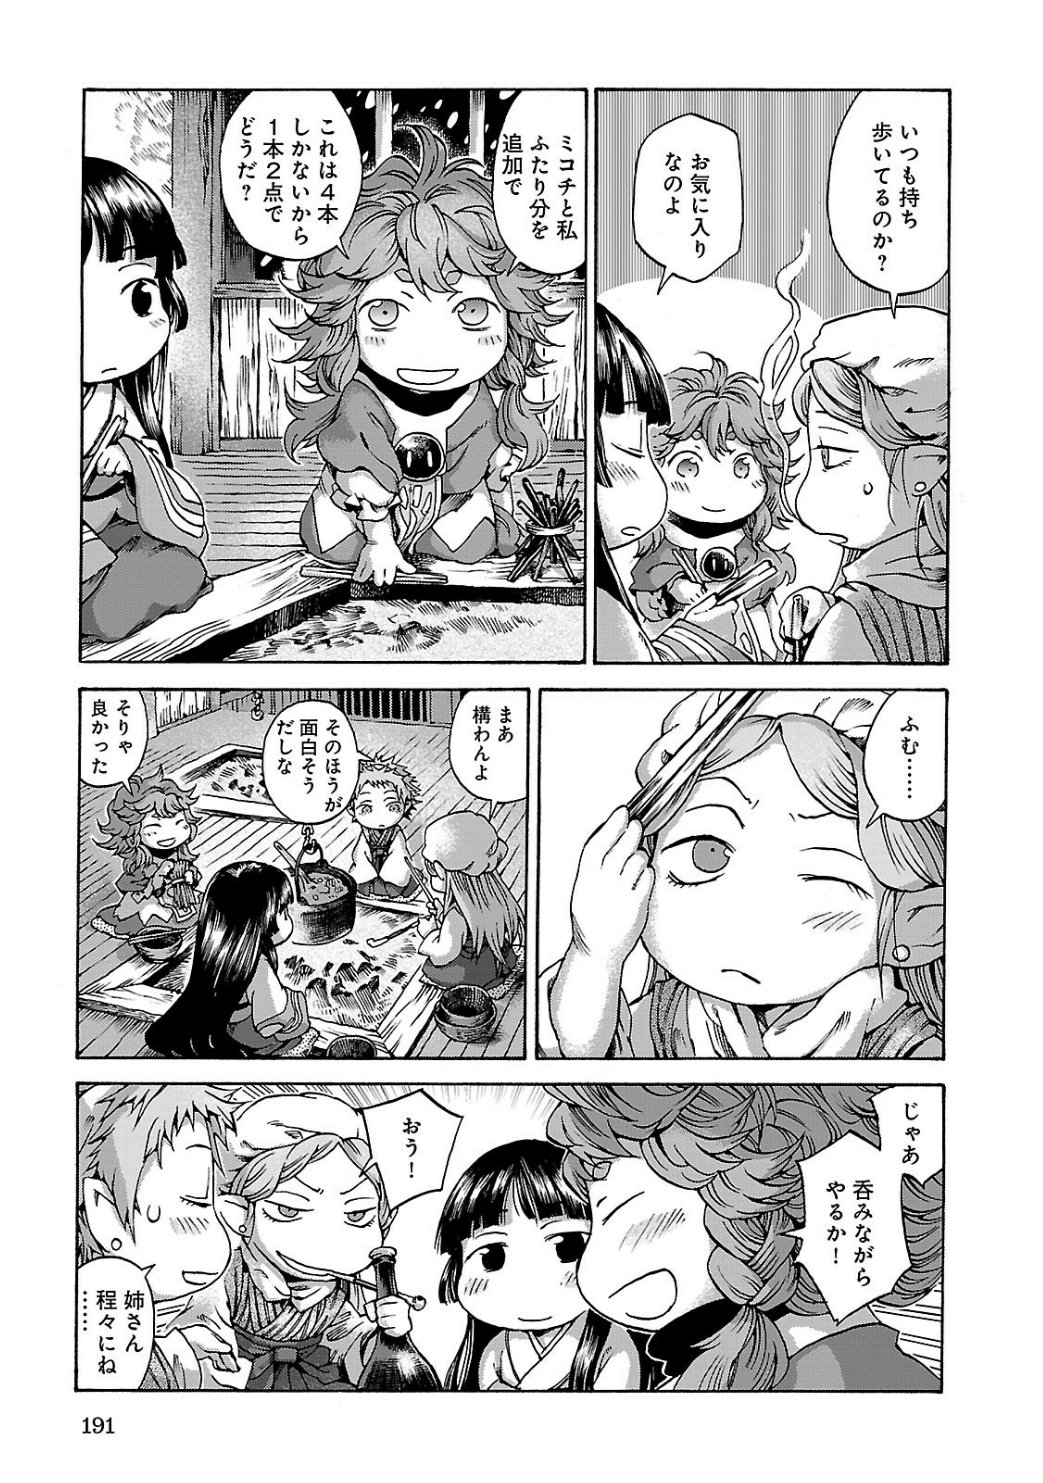 いつも持ち
歩いてるのか？
お気に入り
なのよ
ミコチと私
ふたり分を
追加で
これは４本
しかないから
１本２点で
どうだ？
ふむ……
まあ
構わんよ
そのほうが
面白そう
だしな
そりゃ
良かった
じゃあ
呑みながら
やるか！
おう！
姉さん
程々にね
……
191